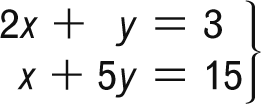 2x + y = 3
x + 5y = 15